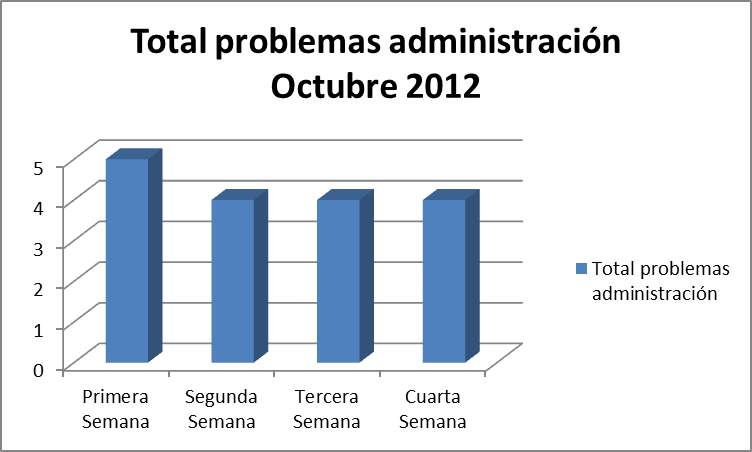 Total problemas administración
Octubre 2012
5
4
3
2
1
0
Primera
Semana
Segunda
Semana
Tercera
Semana
Cuarta
Semana
Total problemas
administración